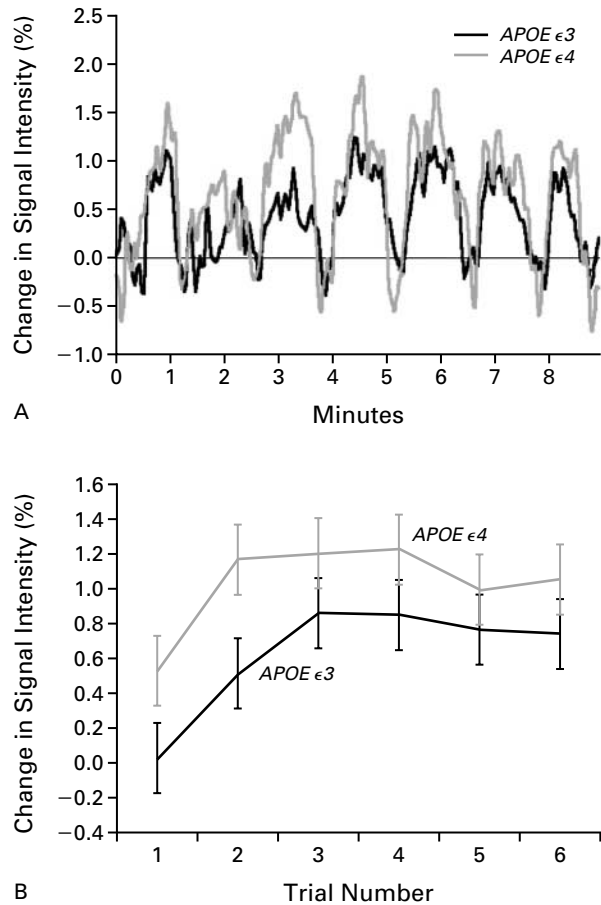 2.5
2.0
1.5
1.0
0.5
0.0
−0.5
−1.0
Change in Signal Intensity (%)
APOE ϵ3
APOE ϵ4
0 1 2 3 4 5 6 7 8
A
Minutes
1.6
1.4
1.2
1.0
0.8
0.6
0.4
0.2
0.0
−0.2
−0.4
Change in Signal Intensity (%)
APOE ϵ4
APOE ϵ3
1 2 3 4 5 6
B
Trial Number